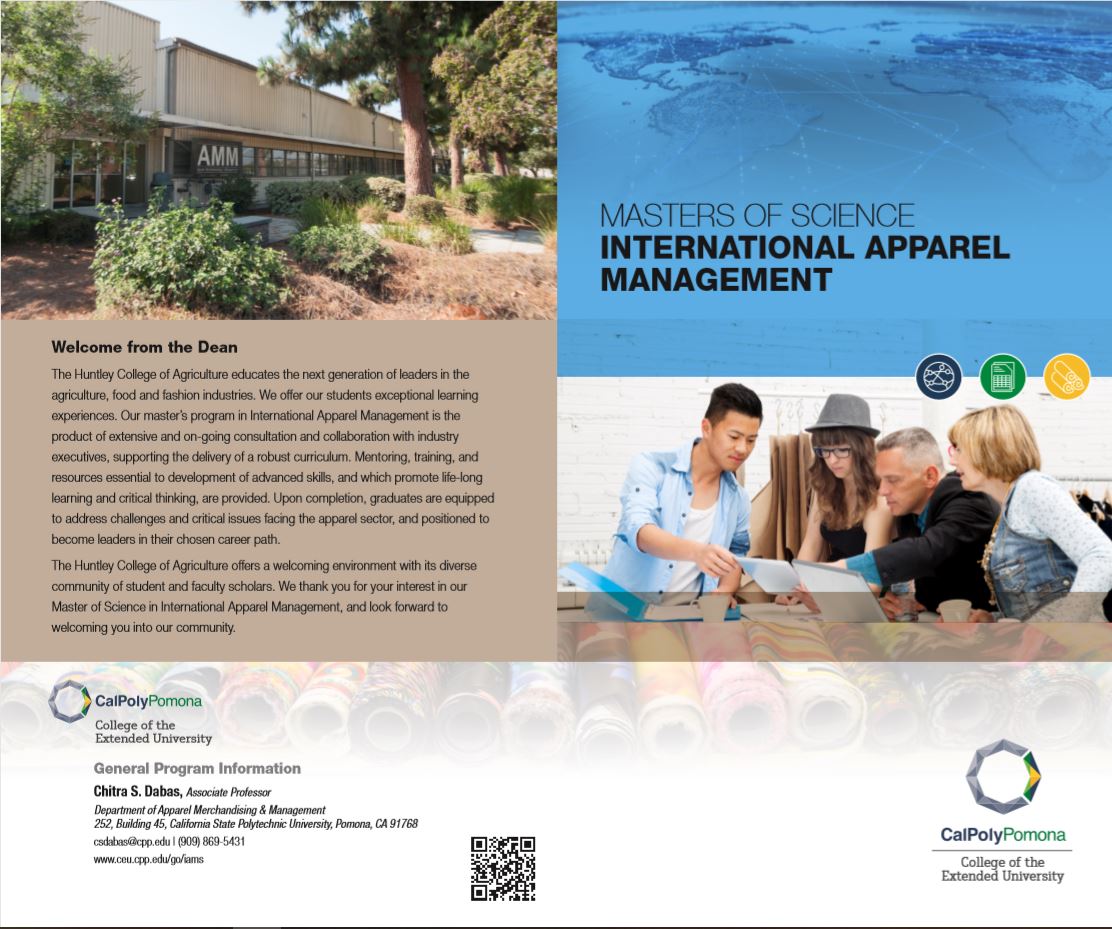 AMM
Welcome from the Dean
The Huntley College of Agriculture educates the next generation of leaders in the
agriculture, food and fashion industries. We offer our students exceptional learning
experiences. Our master's program in International Apparel Management is the
product of extensive and on-going consultation and collaboration with industry
executives, supporting the delivery of a robust curriculum. Mentoring, training, and
resources essential to development of advanced skills, and which promote life-long
learning and critical thinking, are provided. Upon completion, graduates are equipped
to address challenges and critical issues facing the apparel sector, and positioned to
become leaders in their chosen career path.
The Huntley College of Agriculture offers a welcoming environment with its diverse
community of student and faculty scholars. We thank you for your interest in our
Master of Science in International Apparel Management, and look forward to
welcoming you into our community.
CalPolyPomona
College of the
Extended University
General Program Information
Chitra S. Dabas, Associate Professor
Department of Apparel Merchandising & Management
252, Building 45, California State Polytechnic University, Pomona, CA 91768
csdabas@cpp.edu | (909) 869-5431
www.ceu.cpp.edu/go/iams
MASTERS OF SCIENCE
INTERNATIONAL APPAREL
MANAGEMENT
CalPolyPomona
College of the
Extended University